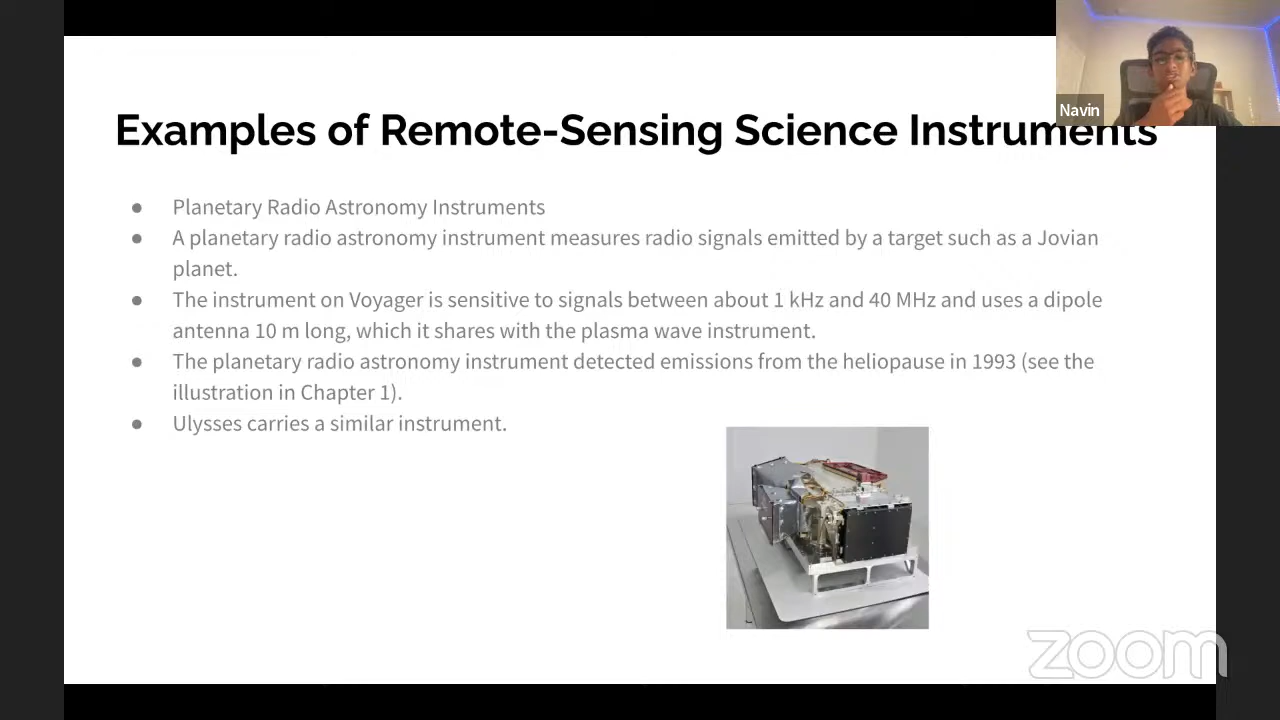 Navin
Examples of Remote-Sensing Science Instruments
● Planetary Radio Astronomy Instruments
● A planetary radio astronomy instrument measures radio signals emitted by a target such as a Jovian
planet.
● The instrument on Voyager is sensitive to signals between about 1 kHz and 40 MHz and uses a dipole
antenna 10 m long, which it shares with the plasma wave instrument.
● The planetary radio astronomy instrument detected emissions from the heliopause in 1993 (see the
illustration in Chapter 1).
● Ulysses carries a similar instrument.
zoom